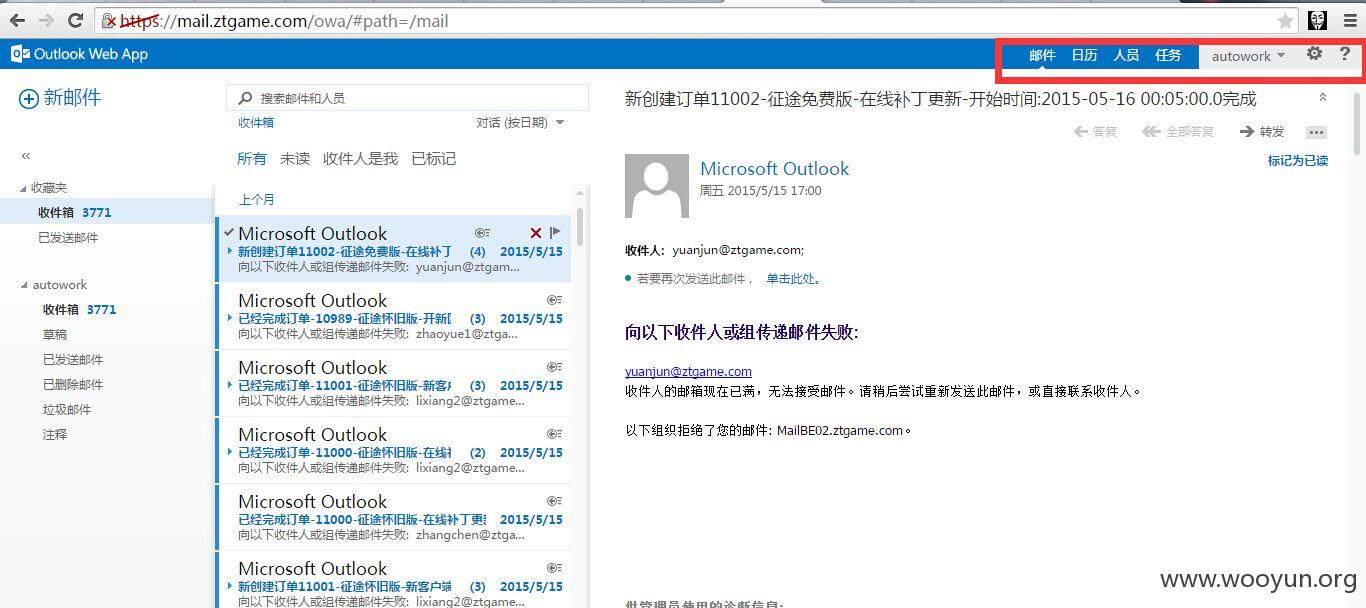 https://mail.ztgame.com/owa/#path=/mail
Outlook Web App
邮件 日历 人员 任务 autowork ?
新邮件
搜索邮件和人员
收件箱 对话 (按日期)
所有 未读 收件人是我 已标记
«
收藏夹
收件箱 3771
已发送邮件
autowork
收件箱 3771
草稿
已发送邮件
已删除邮件
垃圾邮件
注释
上个月
Microsoft Outlook
新创建订单11002-征途免费版-在线补丁 (4) 2015/5/15
向以下收件人或组传递邮件失败: yuanjun@ztgam...
Microsoft Outlook
已经完成订单-10989-征途怀旧版-开新区 (3) 2015/5/15
向以下收件人或组传递邮件失败: zhaoyue1@ztga...
Microsoft Outlook
已经完成订单-11001-征途怀旧版-新客户 (3) 2015/5/15
向以下收件人或组传递邮件失败: lixiang2@ztgame...
Microsoft Outlook
已经完成订单-11000-征途怀旧版-在线补 (2) 2015/5/15
向以下收件人或组传递邮件失败: lixiang2@ztgame...
Microsoft Outlook
已经完成订单-11000-征途怀旧版-在线补丁更新 2015/5/15
向以下收件人或组传递邮件失败: zhangchen@ztga...
Microsoft Outlook
新创建订单11001-征途怀旧版-新客户端 (3) 2015/5/15
向以下收件人或组传递邮件失败: lixiang2@ztgame...
新创建订单11002-征途免费版-在线补丁更新-开始时间:2015-05-16 00:05:00.0完成
答复 全部答复 转发 ...
标记为已读
Microsoft Outlook
周五 2015/5/15 17:00
收件人: yuanjun@ztgame.com;
若要再次发送此邮件， 单击此处。
向以下收件人或组传递邮件失败:
yuanjun@ztgame.com
收件人的邮箱现在已满，无法接受邮件。请稍后尝试重新发送此邮件，或直接联系收件人。
以下组织拒绝了您的邮件: MailBE02.ztgame.com。
供管理员使用的诊断信息:
www.wooyun.org